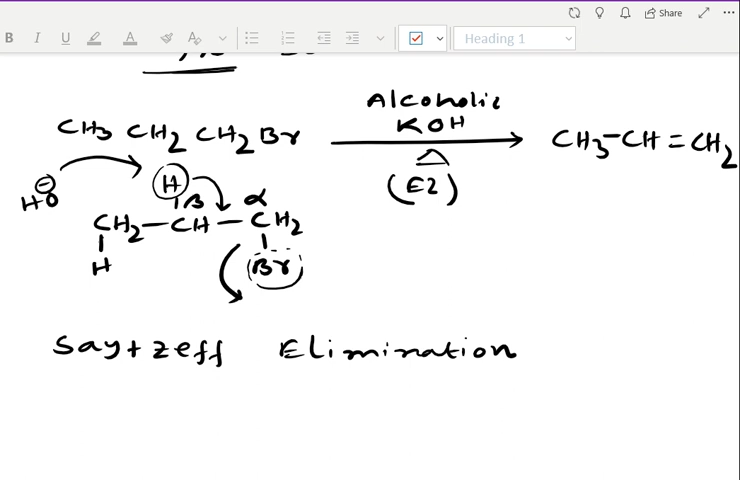 Share
B I U A A Heading 1
Alcoholic
CH3 CH2 CH2 Br KOH CH3-CH=CH2
△
(E2)
HO⊖ H
β α
CH2-CH-CH2
H Br
Saytzeff Elimination